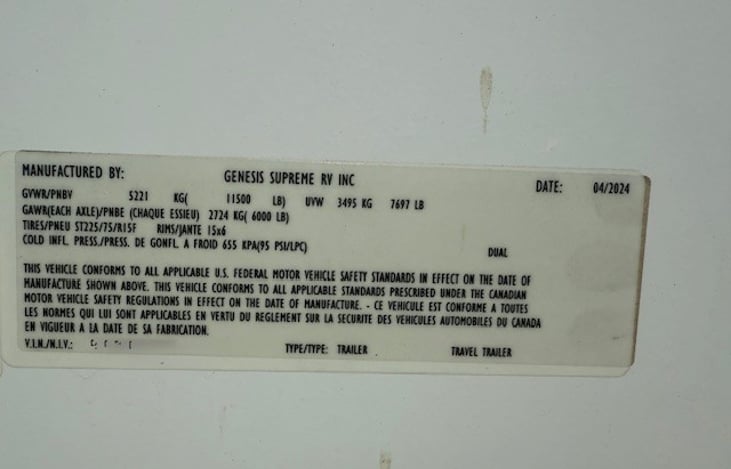 MANUFACTURED BY: GENESIS SUPREME RV INC DATE: 04/2024
GVWR/PNBV 5221 KG( 11500 LB) UVW 3495 KG 7697 LB
GAWR(EACH AXLE)/PNBE (CHAQUE ESSIEU) 2724 KG( 6000 LB)
TIRES/PNEU ST225/75/R15F RIMS/JANTE 15x6
COLD INFL. PRESS./PRESS. DE GONFL. A FROID 655 KPA(95 PSI/LPC) DUAL
THIS VEHICLE CONFORMS TO ALL APPLICABLE U.S. FEDERAL MOTOR VEHICLE SAFETY STANDARDS IN EFFECT ON THE DATE OF
MANUFACTURE SHOWN ABOVE. THIS VEHICLE CONFORMS TO ALL APPLICABLE STANDARDS PRESCRIBED UNDER THE CANADIAN
MOTOR VEHICLE SAFETY REGULATIONS IN EFFECT ON THE DATE OF MANUFACTURE. - CE VEHICULE EST CONFORME A TOUTES
LES NORMES QUI LUI SONT APPLICABLES EN VERTU DU REGLEMENT SUR LA SECURITE DES VEHICULES AUTOMOBILES DU CANADA
EN VIGUEUR A LA DATE DE SA FABRICATION.
V.I.N./N.I.V.: TYPE/TYPE: TRAILER TRAVEL TRAILER